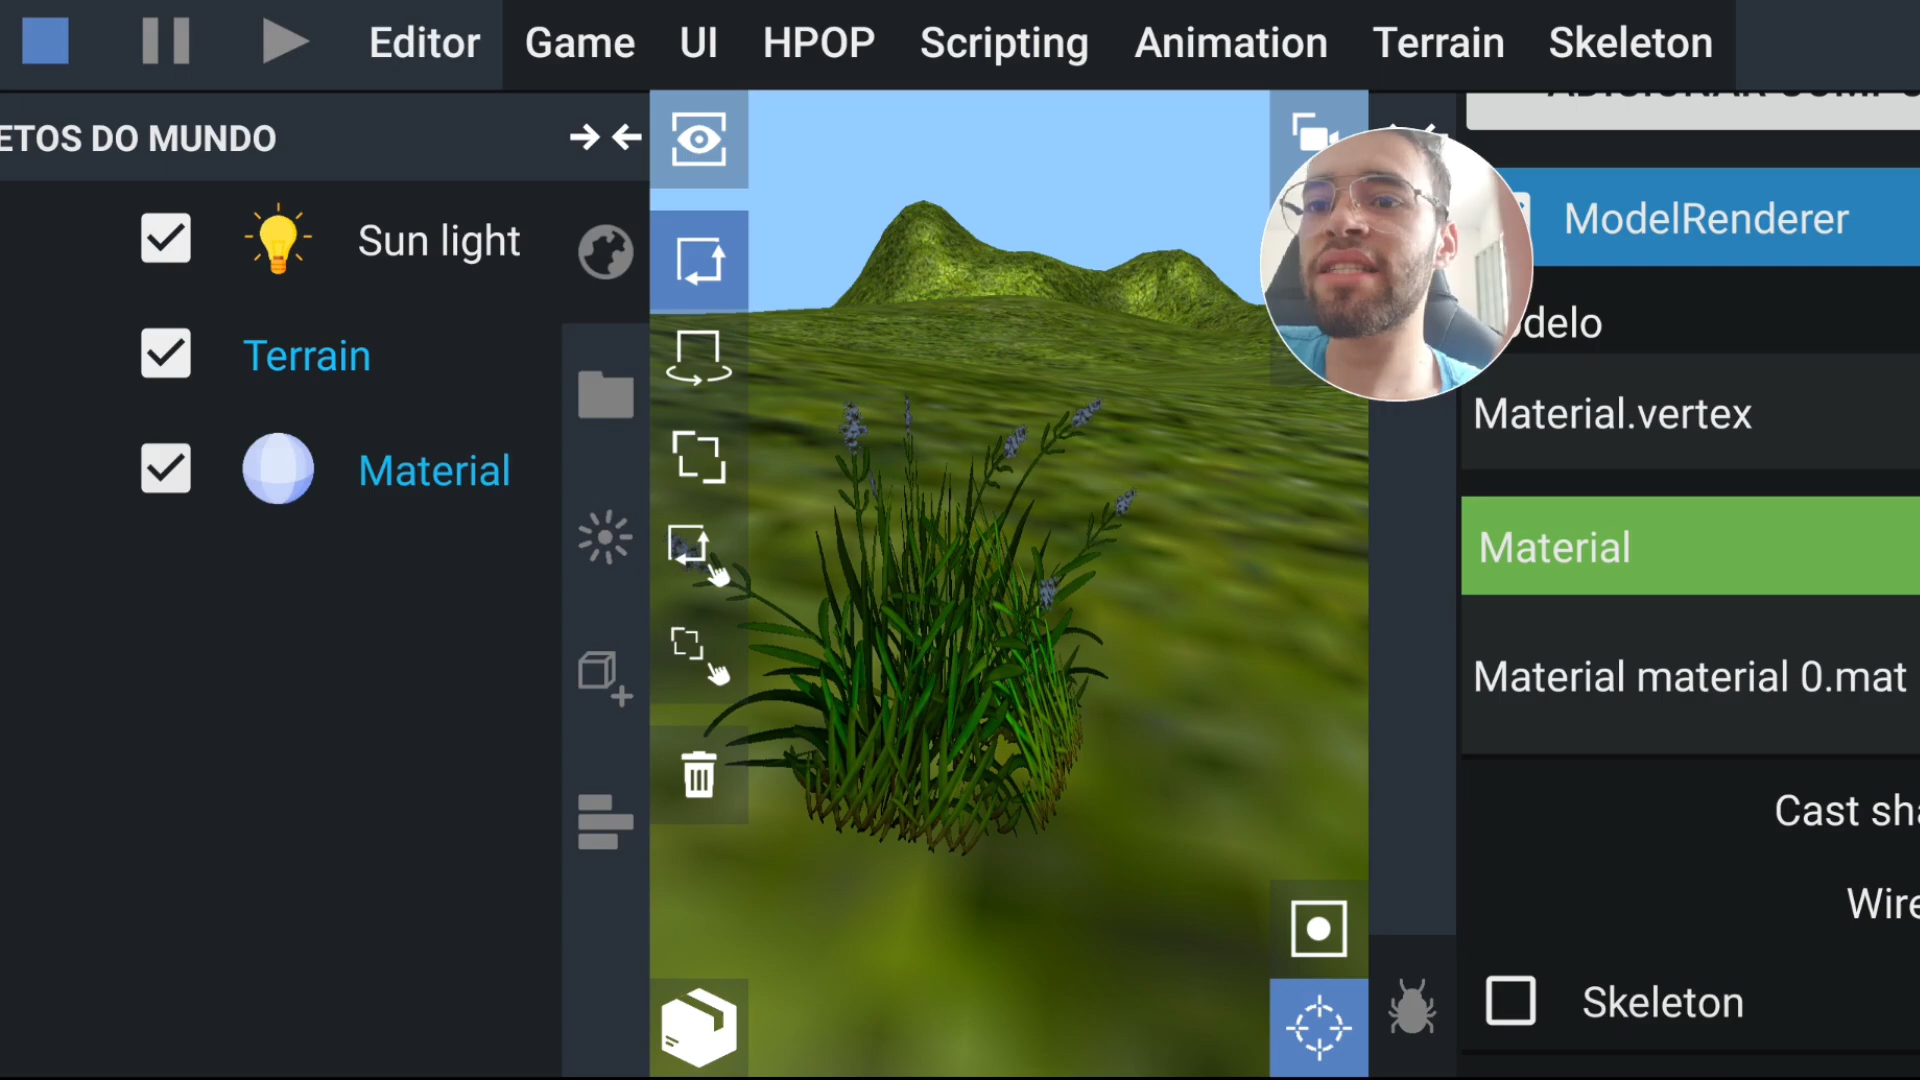 Editor Game UI HPOP Scripting Animation Terrain Skeleton
ETOS DO MUNDO
Sun light
Terrain
Material
ModelRenderer
delo
Material.vertex
Material
Material material 0.mat
Cast sha
Wire
Skeleton